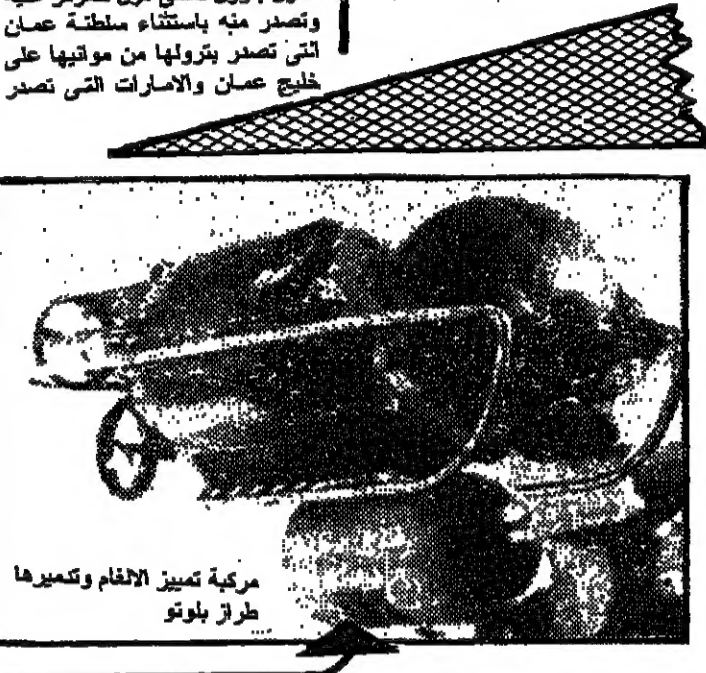 وتصدر منه باستثناء سلطنة عمان
التى تصدر بترولها من موانيها على
خليج عمان والامارات التى تصدر
مركبة تمييز الالغام وتدميرها
طراز بلوتو